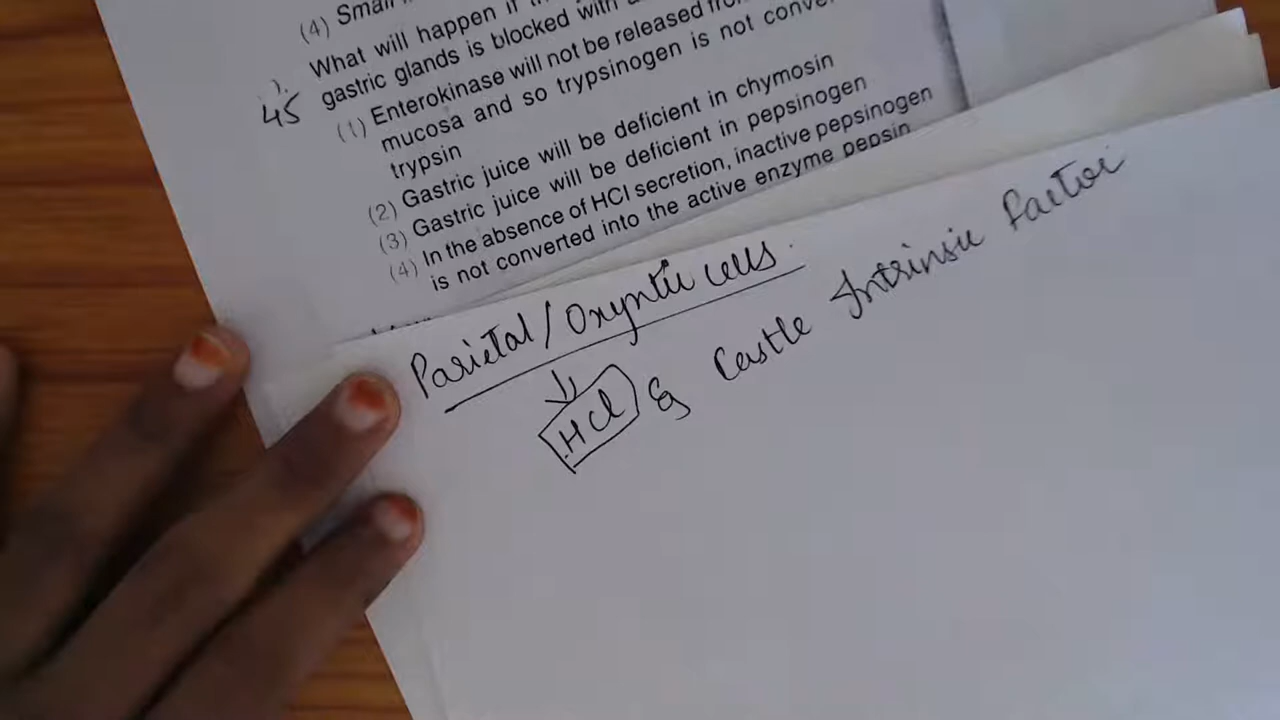 (4) Small
What will happen if
45 gastric glands is blocked with
(1) Enterokinase will not be released from
mucosa and so trypsinogen is not
trypsin
(2) Gastric juice will be deficient in chymosin
(3) Gastric juice will be deficient in pepsinogen
(4) In the absence of HCl secretion, inactive pepsinogen
is not converted into the active enzyme pepsin
Parietal/Oxyntic cells.
HCl & Castle Intrinsic Factor